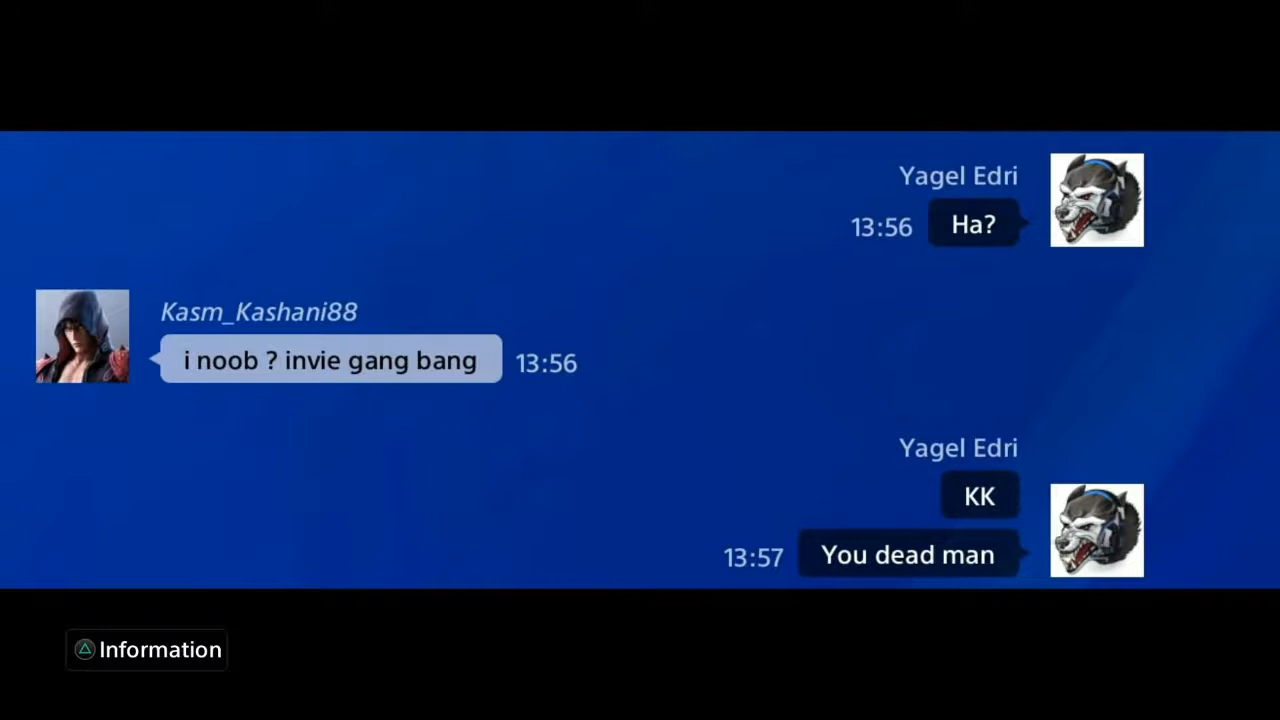 Yagel Edri
13:56 Ha?
Kasm_Kashani88
i noob ? invie gang bang 13:56
Yagel Edri
KK
13:57 You dead man
Information